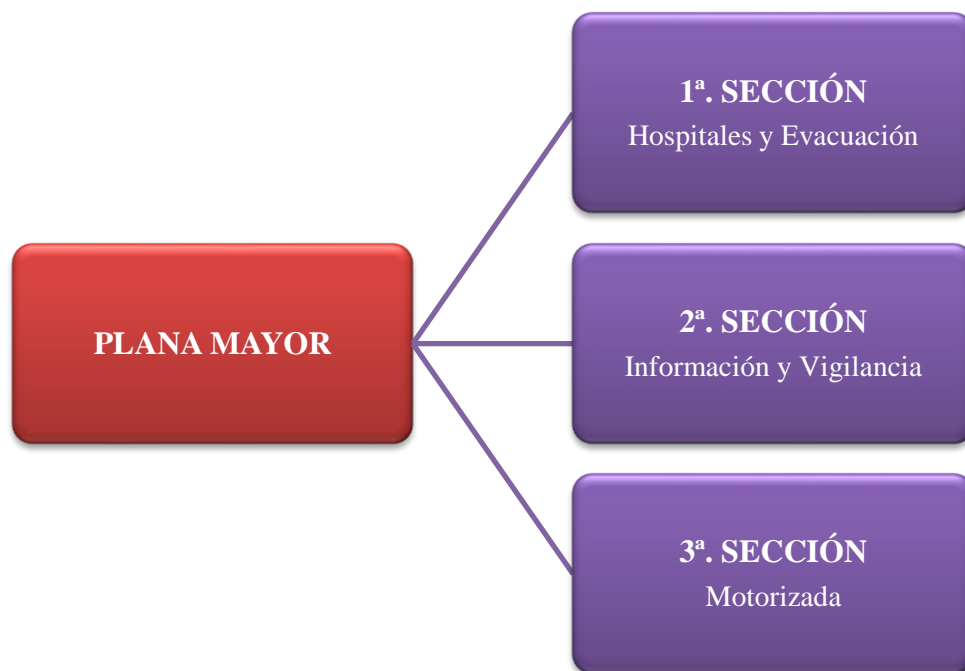 PLANA MAYOR
1ª. SECCIÓN
Hospitales y Evacuación
2ª. SECCIÓN
Información y Vigilancia
3ª. SECCIÓN
Motorizada